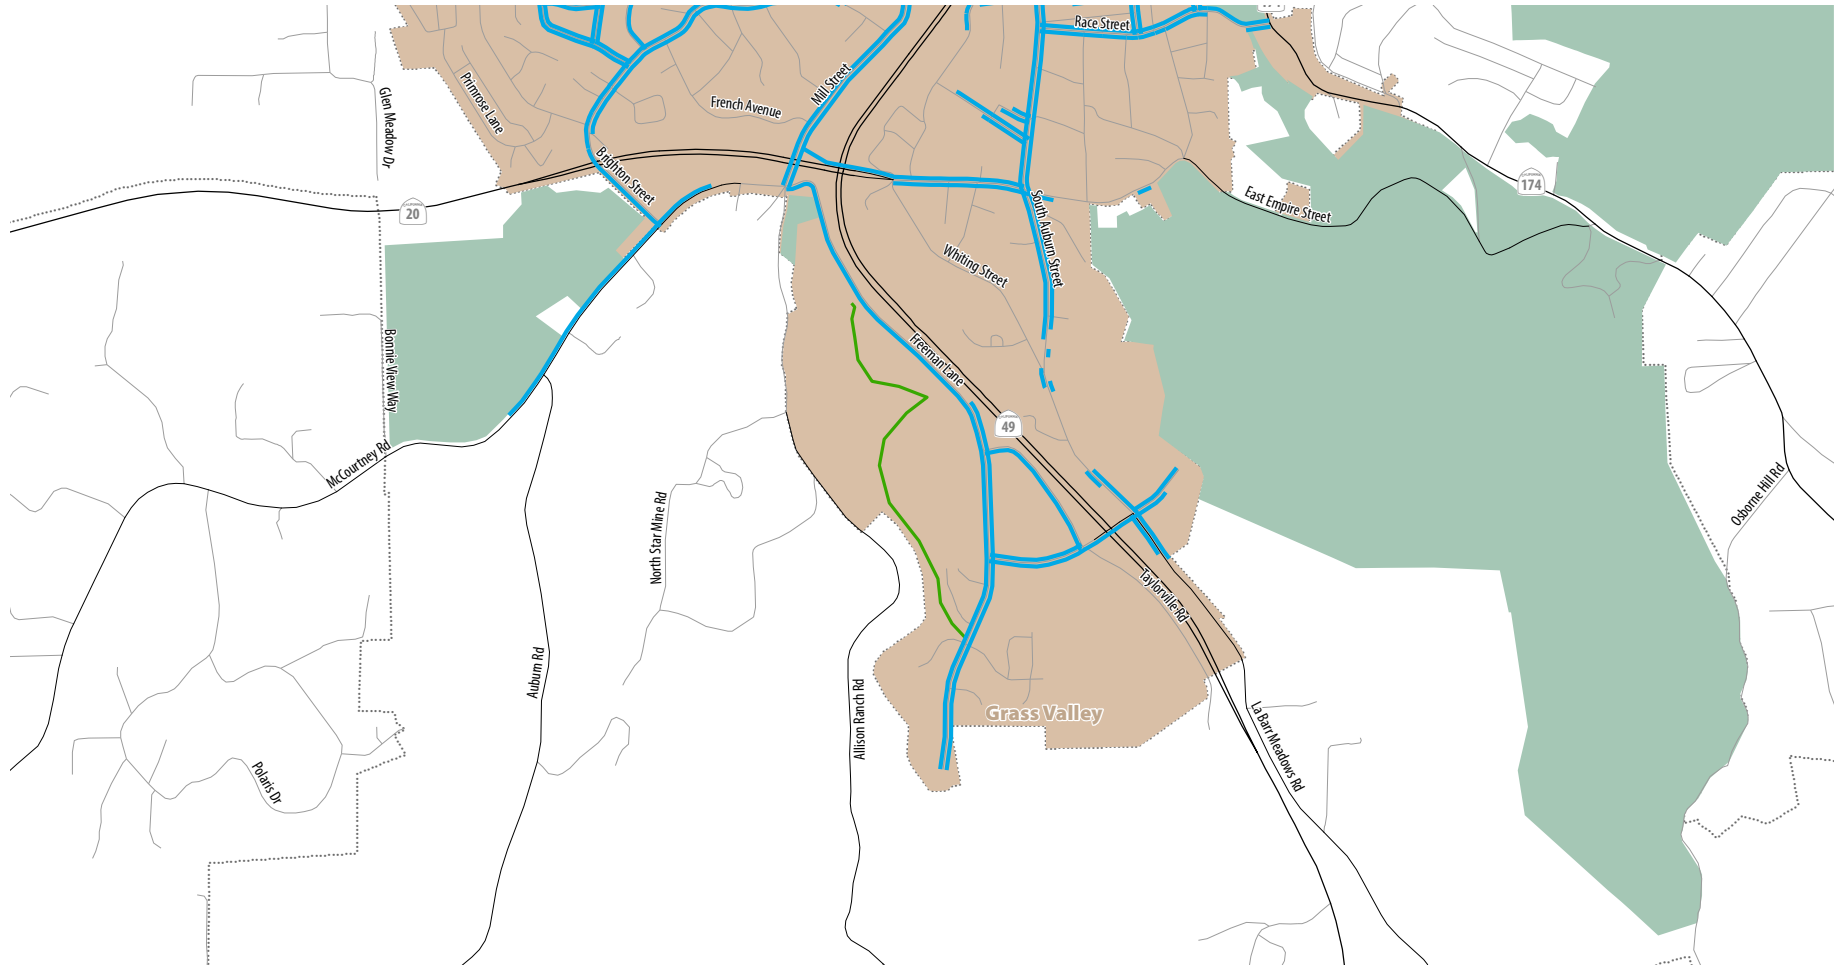 Race Street
Primrose Lane
Glen Meadow Dr
French Avenue
Mill Street
Brighton Street
20
174
East Empire Street
South Auburn Street
Whiting Street
Bonnie View Way
Freeman Lane
49
McCourtney Rd
North Star Mine Rd
Osborne Hill Rd
Taylorville Rd
Auburn Rd
Allison Ranch Rd
Grass Valley
La Barr Meadows Rd
Polaris Dr